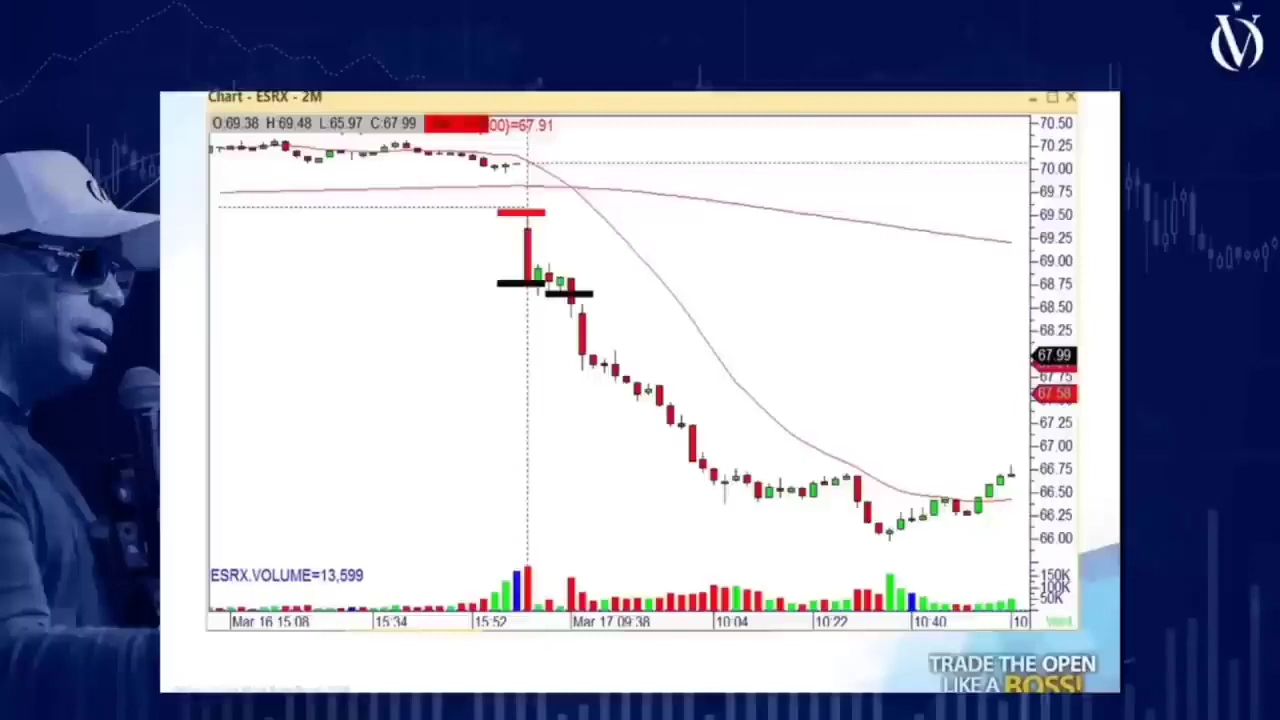 Chart - ESRX - 2M
O:69.38 H:69.48 L:65.97 C:67.99
00)=67.91
70.50
70.25
70.00
69.75
69.50
69.25
69.00
68.75
68.50
68.25
67.99
67.75
67.58
67.25
67.00
66.75
66.50
66.25
66.00
ESRX.VOLUME=13,599
150K
100K
50K
Mar 16 15:08 15:34 15:52 Mar 17 09:38 10:04 10:22 10:40 10
TRADE THE OPEN
LIKE A BOSS!